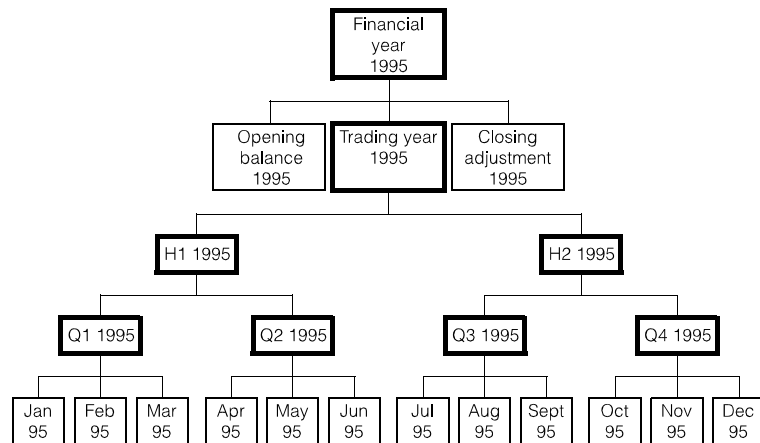 Financial
year
1995
Opening
balance
1995
Trading year
1995
Closing
adjustment
1995
H1 1995
H2 1995
Q1 1995
Q2 1995
Q3 1995
Q4 1995
Jan
95
Feb
95
Mar
95
Apr
95
May
95
Jun
95
Jul
95
Aug
95
Sept
95
Oct
95
Nov
95
Dec
95